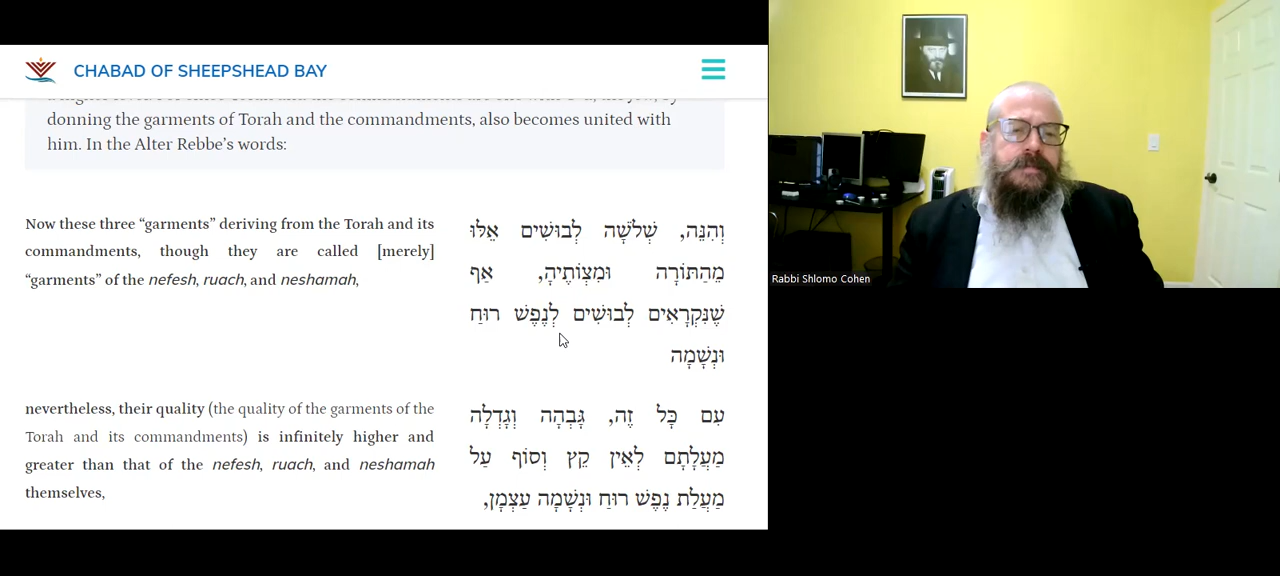 CHABAD OF SHEEPSHEAD BAY
donning the garments of Torah and the commandments, also becomes united with
him. In the Alter Rebbe's words:
Now these three “garments” deriving from the Torah and its
commandments, though they are called [merely]
“garments” of the nefesh, ruach, and neshamah,
וְהִנֵּה, שְׁלֹשָׁה לְבוּשִׁים אֵלּוּ
מֵהַתּוֹרָה וּמִצְוֹתֶיהָ, אַף
שֶׁנִּקְרָאִים לְבוּשִׁים לְנֶפֶשׁ רוּחַ
וּנְשָׁמָה
nevertheless, their quality (the quality of the garments of the
Torah and its commandments) is infinitely higher and
greater than that of the nefesh, ruach, and neshamah
themselves,
עִם כָּל זֶה, גָּבְהָה וְגָדְלָה
מַעֲלָתָם לְאֵין קֵץ וְסוֹף עַל
מַעֲלַת נֶפֶשׁ רוּחַ וּנְשָׁמָה עַצְמָן,
Rabbi Shlomo Cohen